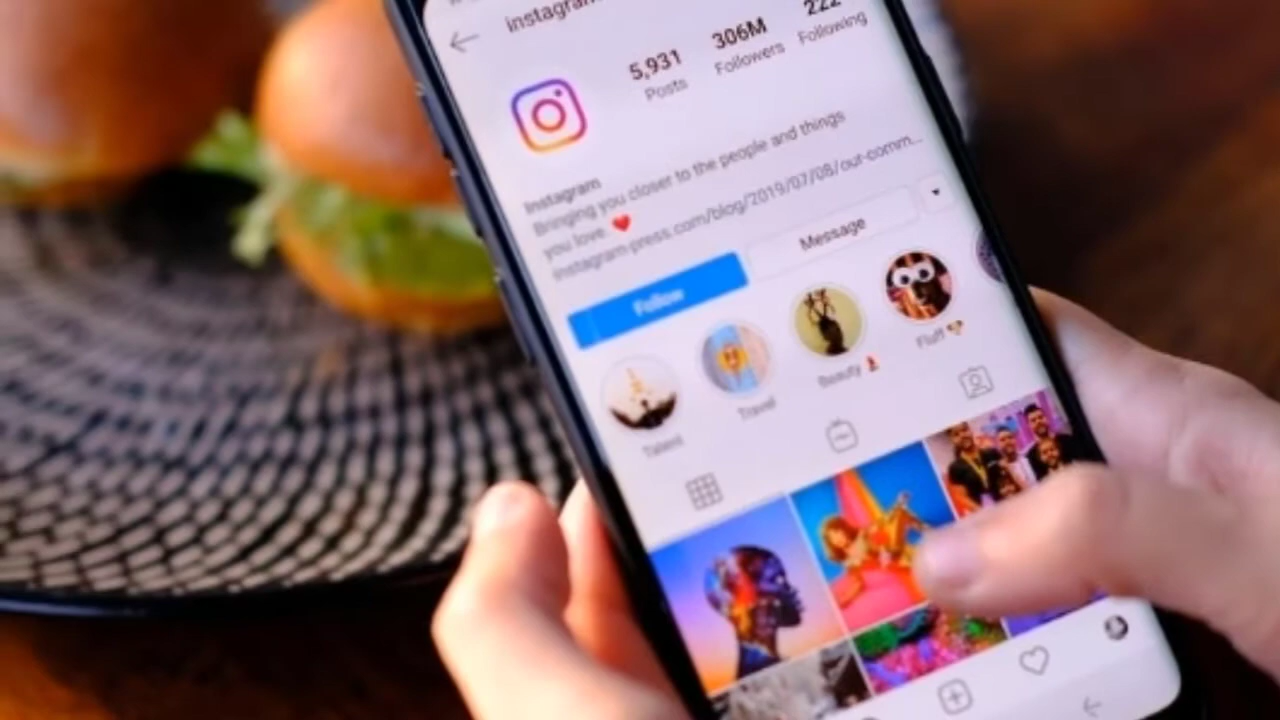 instagram
5,931 306M 222
Posts Followers Following
Instagram
Bringing you closer to the people and things
you love. ❤️
instagram-press.com/blog/2019/07/08/our-comm...
Follow Message
Talent Travel Beauty 💄 Fluff 🐶